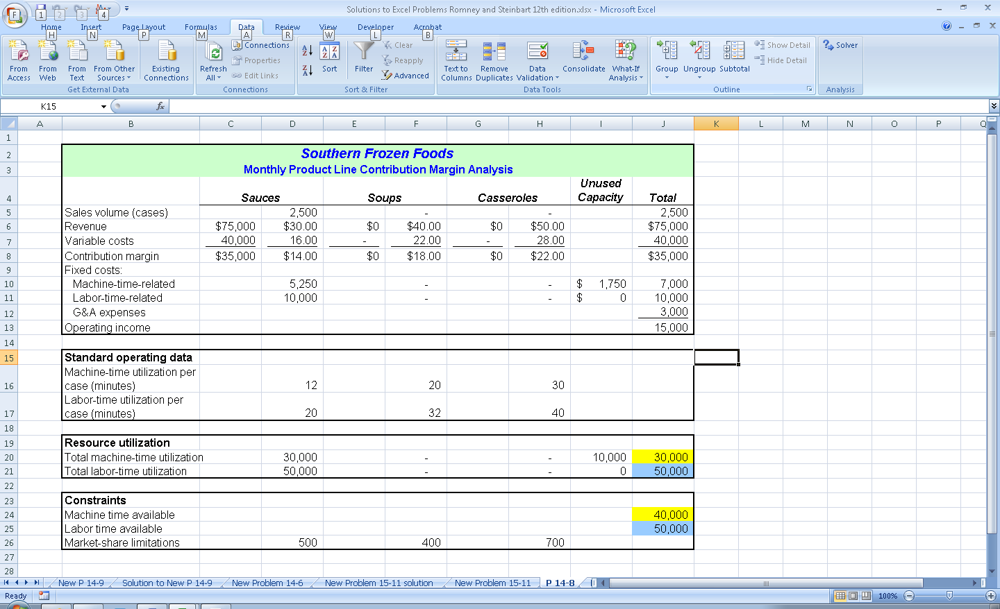 Solutions to Excel Problems Romney and Steinbart 12th edition.xlsx - Microsoft Excel
F 1 2 3 4
Home Insert Page Layout Formulas Data Review View Developer Acrobat
H N P M A R W L B
From Access
From Web
From Text
From Other Sources
Existing Connections
Get External Data
Refresh All
Connections
Properties
Edit Links
Connections
A Z
Z A
Sort
Filter
Clear
Reapply
Advanced
Sort & Filter
Text to Columns
Remove Duplicates
Data Validation
Consolidate
What-If Analysis
Data Tools
Group
Ungroup
Subtotal
Show Detail
Hide Detail
Outline
Solver
Analysis
K15 fx
A B C D E F G H I J K L M N O P Q
1
2 Southern Frozen Foods
3 Monthly Product Line Contribution Margin Analysis
4 Sauces Soups Casseroles Unused Capacity Total
5 Sales volume (cases) 2,500 - - 2,500
6 Revenue $75,000 $30.00 $0 $40.00 $0 $50.00 $75,000
7 Variable costs 40,000 16.00 - 22.00 - 28.00 40,000
8 Contribution margin $35,000 $14.00 $0 $18.00 $0 $22.00 $35,000
9 Fixed costs:
10 Machine-time-related 5,250 - - $ 1,750 7,000
11 Labor-time-related 10,000 - - $ 0 10,000
12 G&A expenses 3,000
13 Operating income 15,000
14
15 Standard operating data
Machine-time utilization per
16 case (minutes) 12 20 30
Labor-time utilization per
17 case (minutes) 20 32 40
18
19 Resource utilization
20 Total machine-time utilization 30,000 - - 10,000 30,000
21 Total labor-time utilization 50,000 - - 0 50,000
22
23 Constraints
24 Machine time available 40,000
25 Labor time available 50,000
26 Market-share limitations 500 400 700
27
28
New P 14-9 Solution to New P 14-9 New Problem 14-6 New Problem 15-11 solution New Problem 15-11 P 14-8
Ready 100%